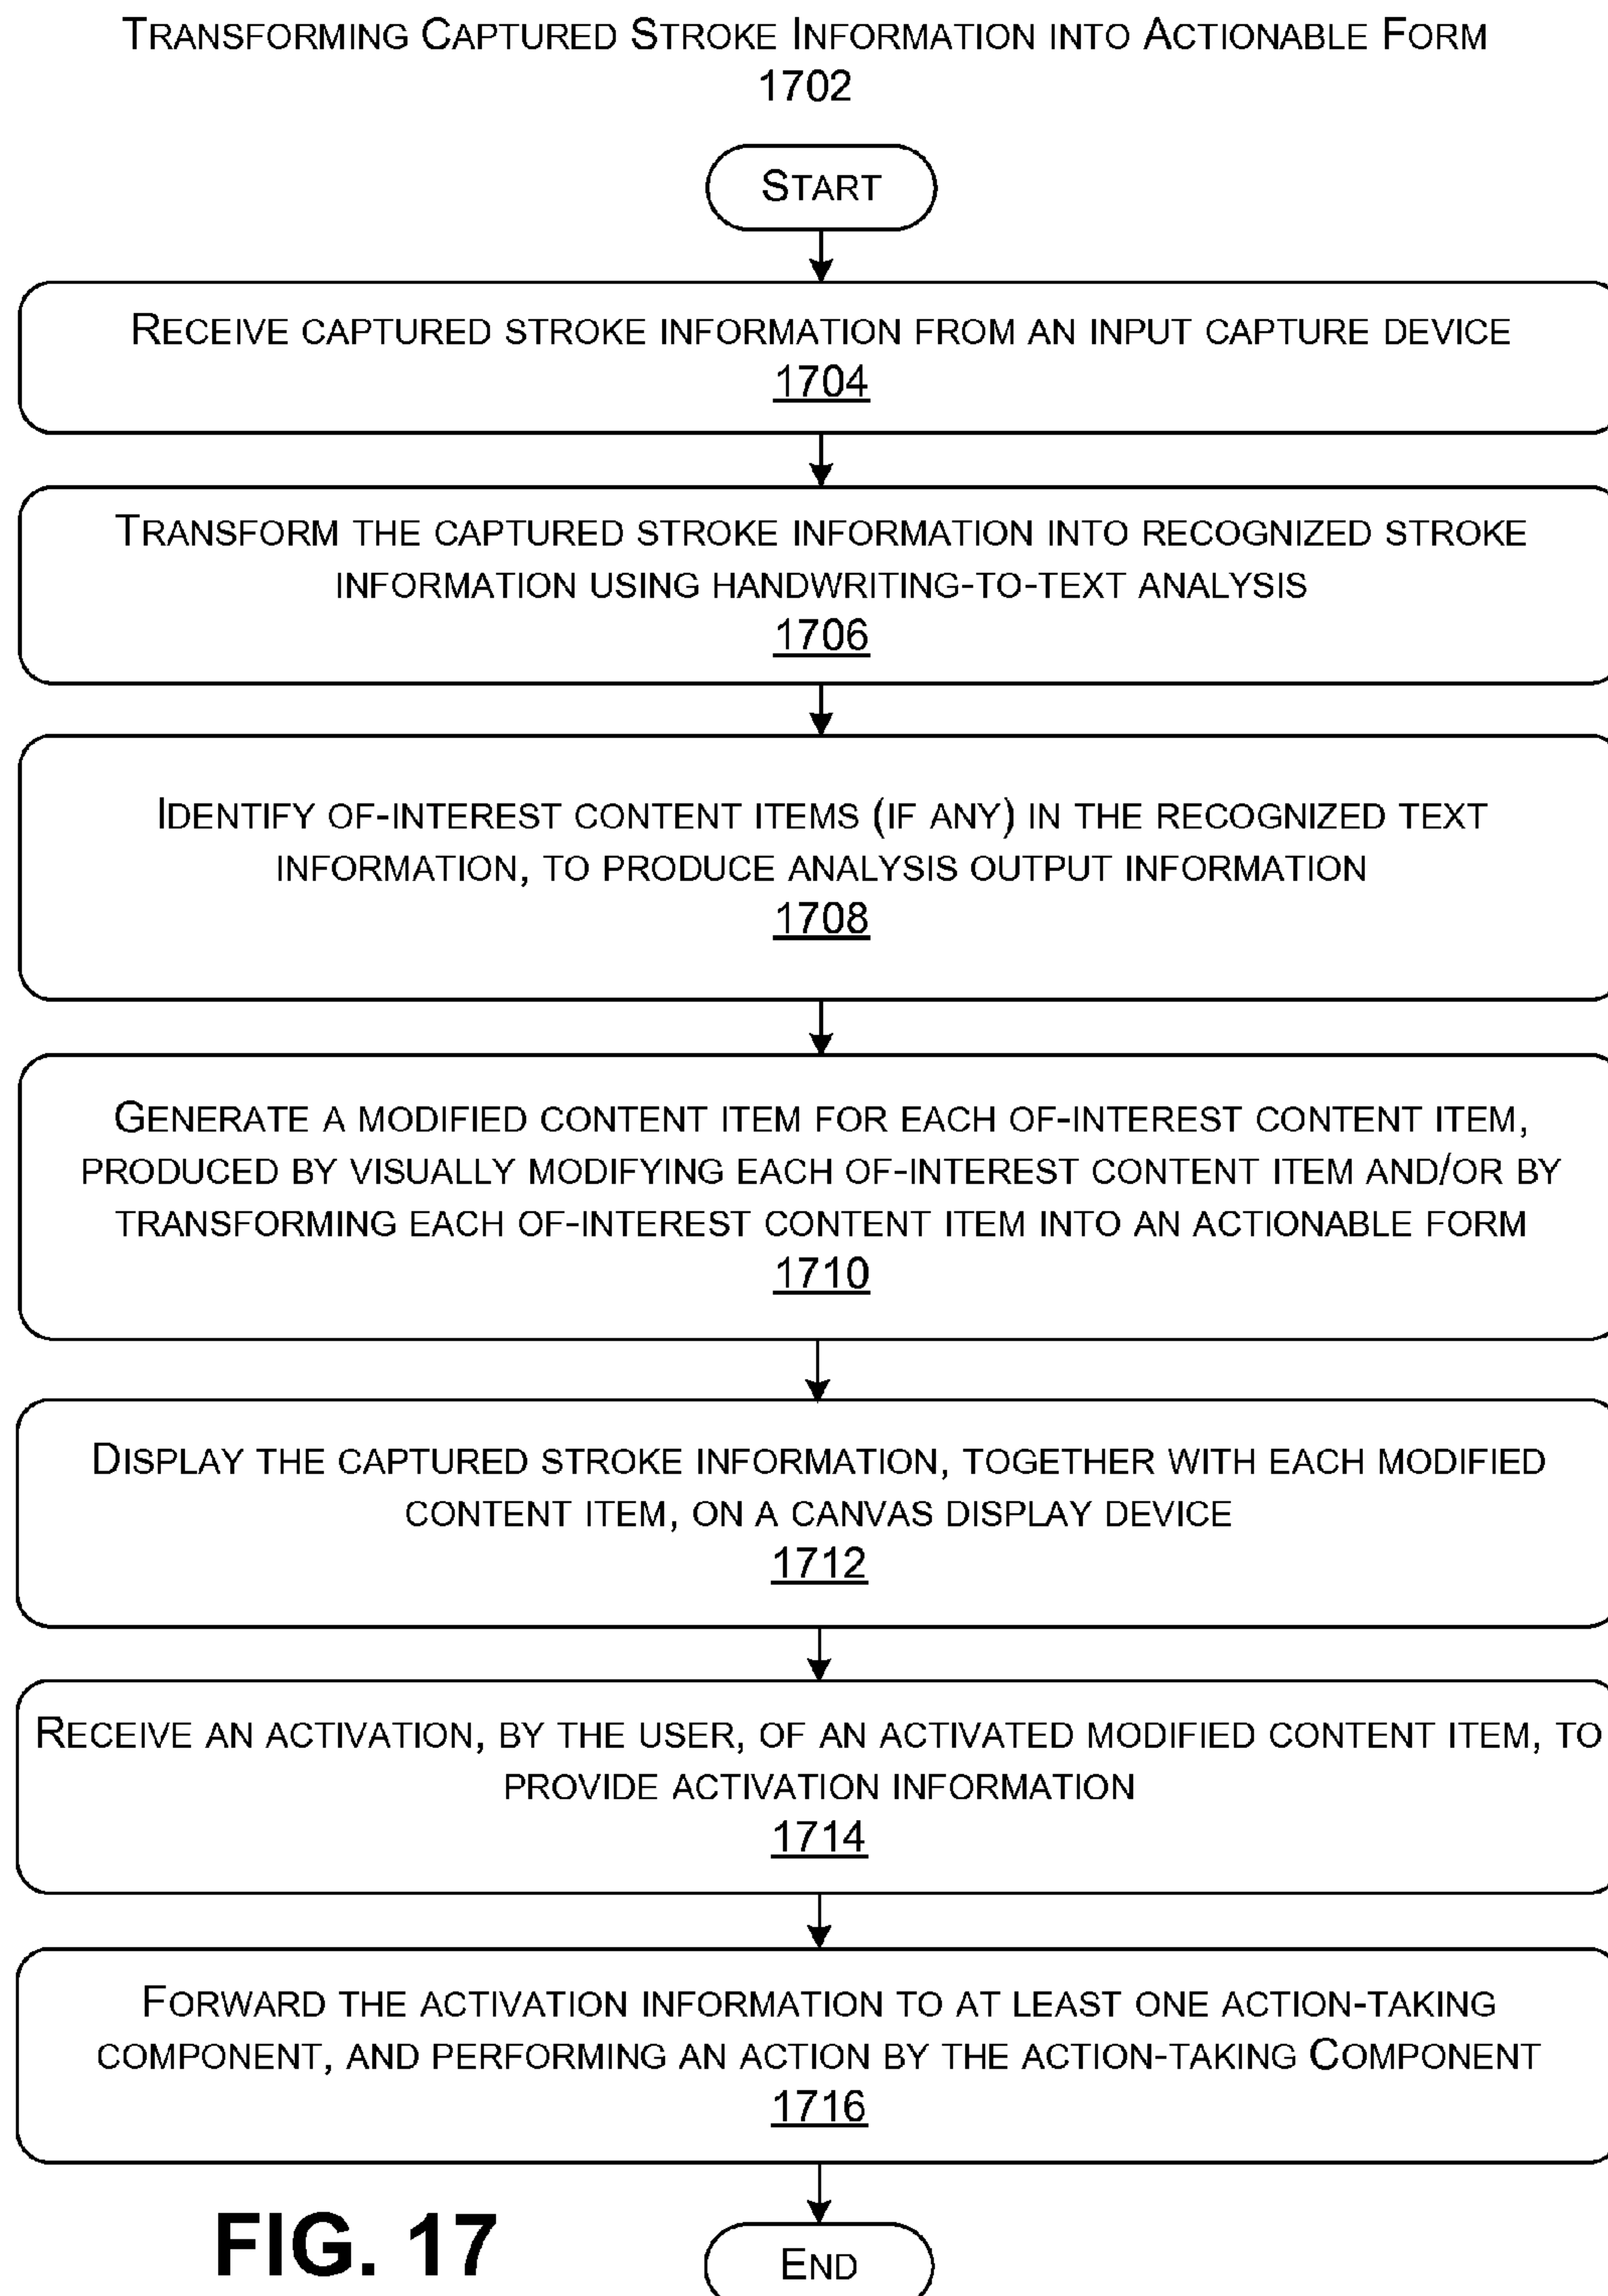 TRANSFORMING CAPTURED STROKE INFORMATION INTO ACTIONABLE FORM
1702
START
RECEIVE CAPTURED STROKE INFORMATION FROM AN INPUT CAPTURE DEVICE
1704
TRANSFORM THE CAPTURED STROKE INFORMATION INTO RECOGNIZED STROKE
INFORMATION USING HANDWRITING-TO-TEXT ANALYSIS
1706
IDENTIFY OF-INTEREST CONTENT ITEMS (IF ANY) IN THE RECOGNIZED TEXT
INFORMATION, TO PRODUCE ANALYSIS OUTPUT INFORMATION
1708
GENERATE A MODIFIED CONTENT ITEM FOR EACH OF-INTEREST CONTENT ITEM,
PRODUCED BY VISUALLY MODIFYING EACH OF-INTEREST CONTENT ITEM AND/OR BY
TRANSFORMING EACH OF-INTEREST CONTENT ITEM INTO AN ACTIONABLE FORM
1710
DISPLAY THE CAPTURED STROKE INFORMATION, TOGETHER WITH EACH MODIFIED
CONTENT ITEM, ON A CANVAS DISPLAY DEVICE
1712
RECEIVE AN ACTIVATION, BY THE USER, OF AN ACTIVATED MODIFIED CONTENT ITEM, TO
PROVIDE ACTIVATION INFORMATION
1714
FORWARD THE ACTIVATION INFORMATION TO AT LEAST ONE ACTION-TAKING
COMPONENT, AND PERFORMING AN ACTION BY THE ACTION-TAKING COMPONENT
1716
FIG. 17
END